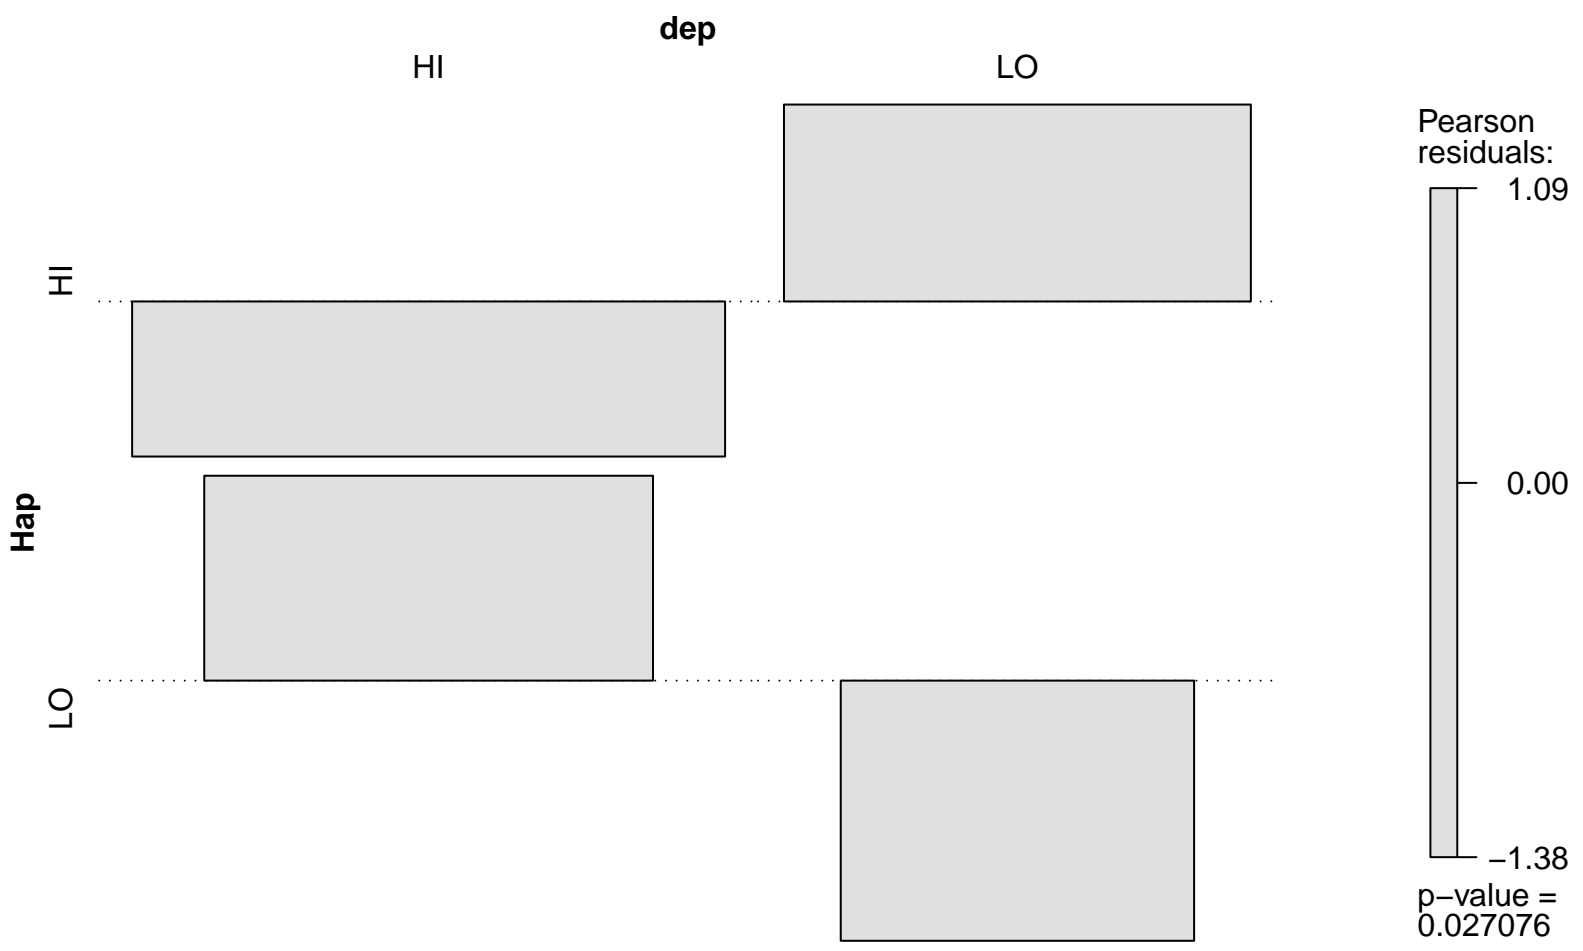 dep
HI
LO
Hap
HI
LO
Pearson
residuals:
1.09
0.00
−1.38
p−value =
0.027076